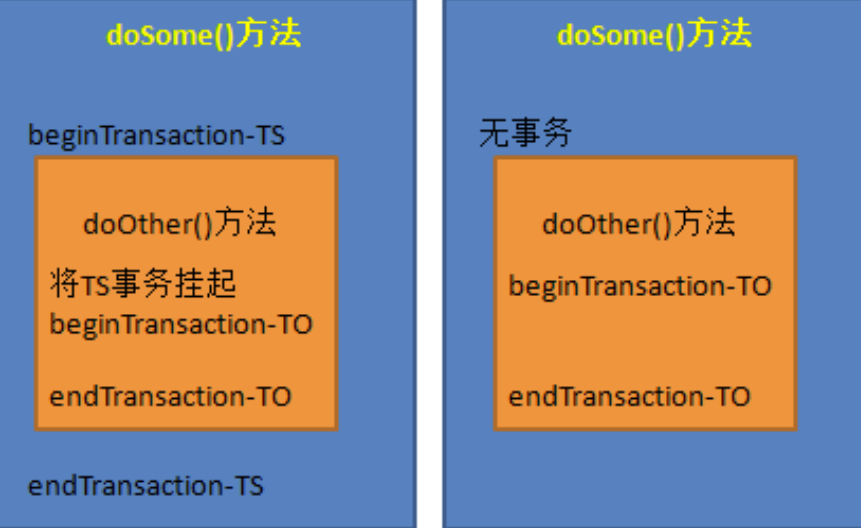 doSome()方法
beginTransaction-TS
doOther()方法
将TS事务挂起
beginTransaction-TO
endTransaction-TO
endTransaction-TS
doSome()方法
无事务
doOther()方法
beginTransaction-TO
endTransaction-TO